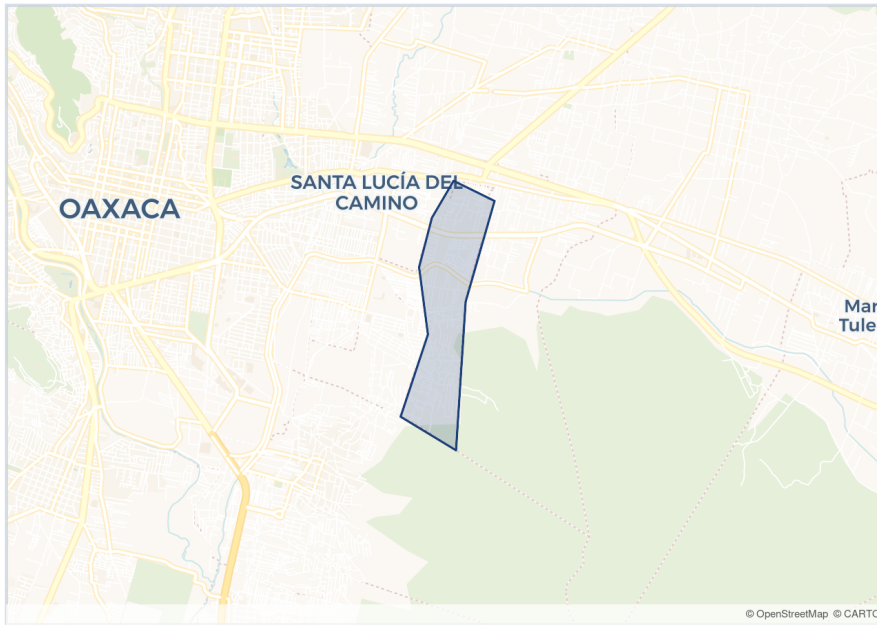 SANTA LUCÍA DEL
CAMINO
OAXACA
Mar
Tule
© OpenStreetMap © CARTO